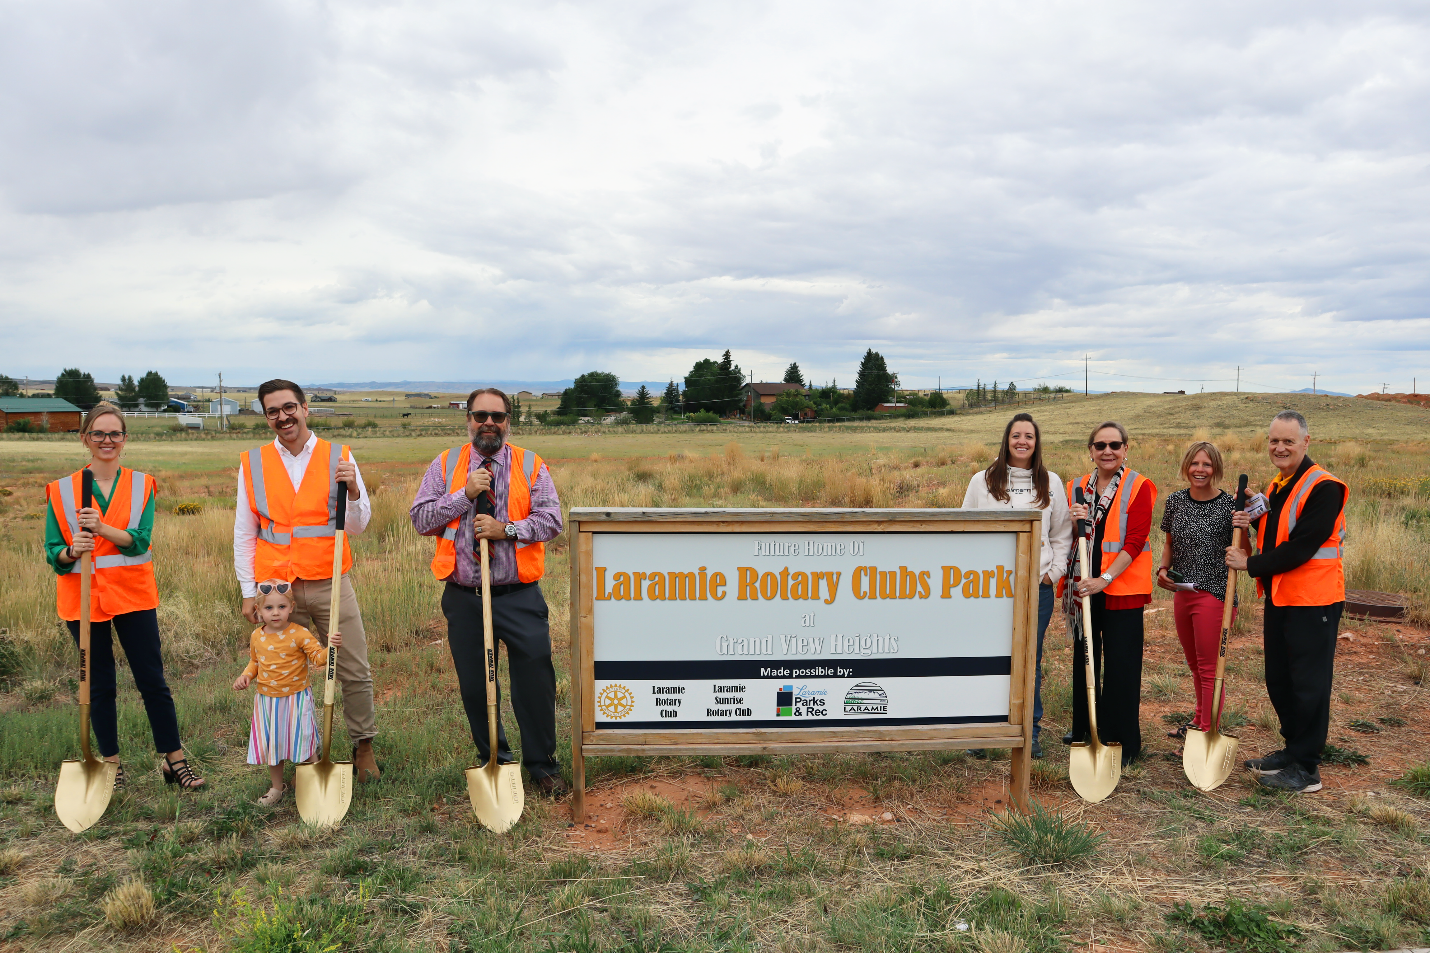 Future Home Of
Laramie Rotary Clubs Park
at
Grand View Heights
Made possible by:
Laramie
Rotary
Club
Laramie
Sunrise
Rotary Club
Laramie
Parks
& Rec
LARAMIE